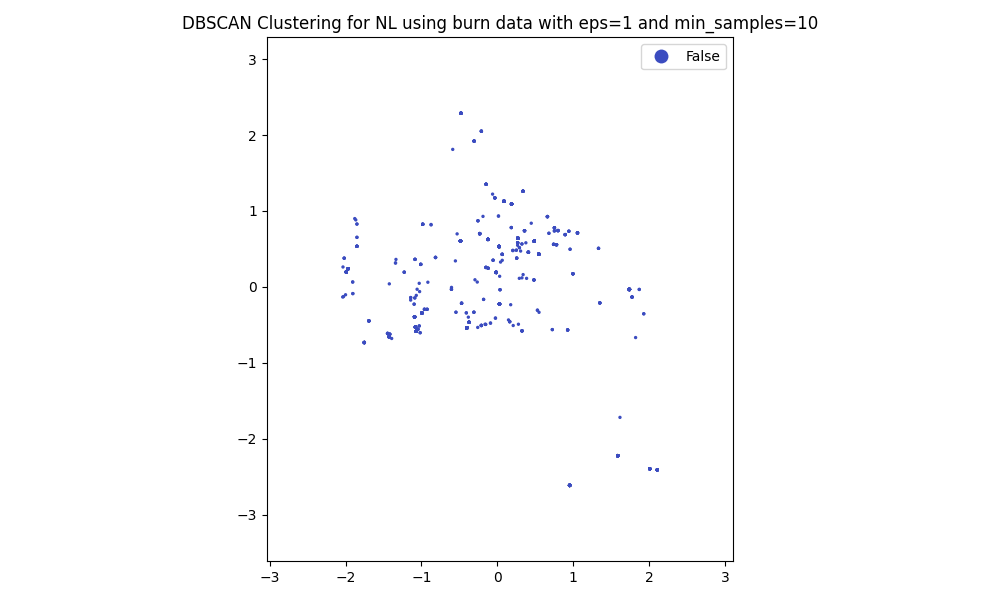 DBSCAN Clustering for NL using burn data with eps=1 and min_samples=10
False
3
2
1
0
−1
−2
−3
−3 −2 −1 0 1 2 3